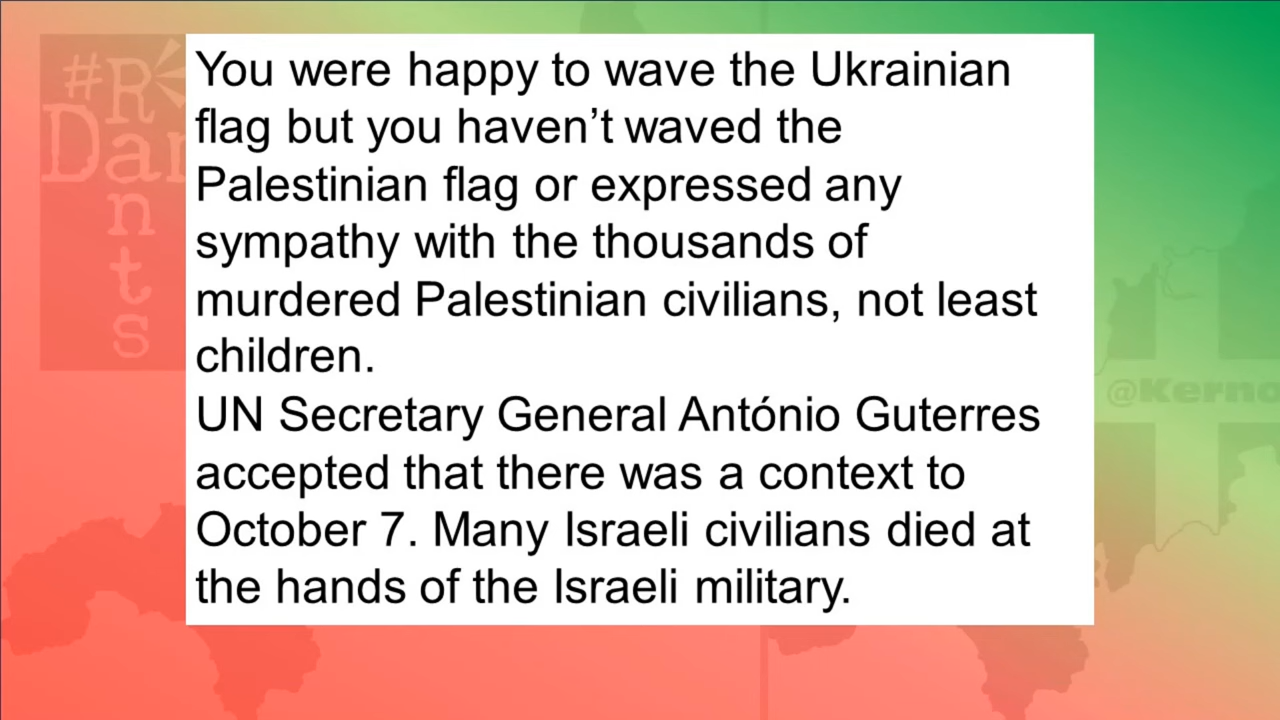 #R
Dan
n
t
s
You were happy to wave the Ukrainian
flag but you haven’t waved the
Palestinian flag or expressed any
sympathy with the thousands of
murdered Palestinian civilians, not least
children.
UN Secretary General António Guterres
accepted that there was a context to
October 7. Many Israeli civilians died at
the hands of the Israeli military.
@Kerno